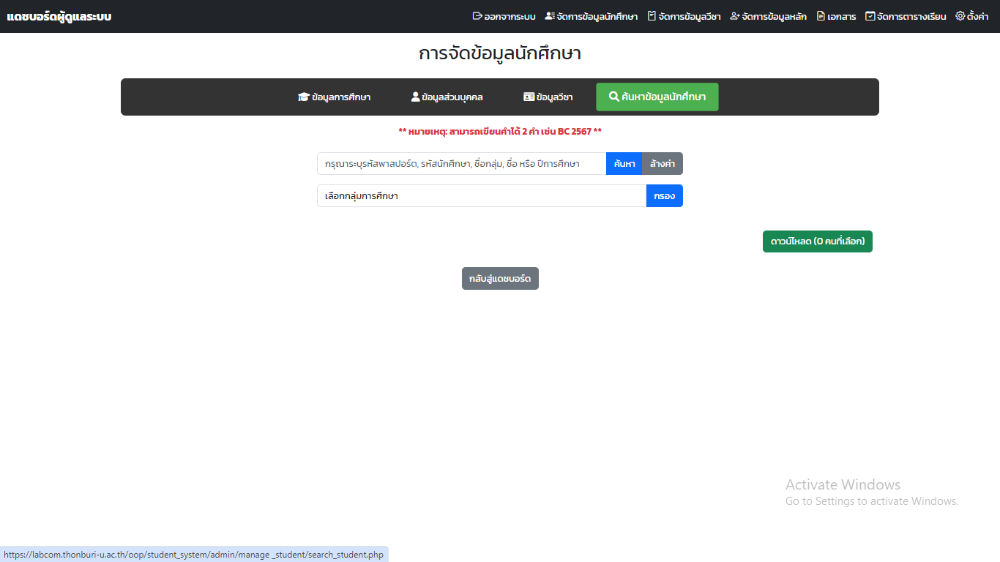 แดชบอร์ดผู้ดูแลระบบ ออกจากระบบ จัดการข้อมูลนักศึกษา จัดการข้อมูลวิชา จัดการข้อมูลหลัก เอกสาร จัดการตารางเรียน ตั้งค่า
การจัดข้อมูลนักศึกษา
ข้อมูลการศึกษา ข้อมูลส่วนบุคคล ข้อมูลวิชา ค้นหาข้อมูลนักศึกษา
** หมายเหตุ: สามารถเขียนคำได้ 2 คำ เช่น BC 2567 **
กรุณาระบุรหัสพาสปอร์ต, รหัสนักศึกษา, ชื่อกลุ่ม, ชื่อ หรือ ปีการศึกษา ค้นหา ล้างค่า
เลือกกลุ่มการศึกษา กรอง
ดาวน์โหลด (0 คนที่เลือก)
กลับสู่แดชบอร์ด
Activate Windows
Go to Settings to activate Windows.
https://labcom.thonburi-u.ac.th/oop/student_system/admin/manage _student/search_student.php